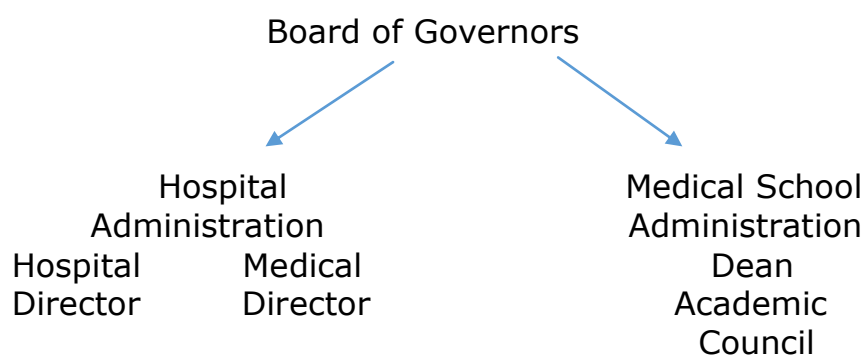 Board of Governors
Hospital
Administration
Hospital Medical
Director Director
Medical School
Administration
Dean
Academic
Council